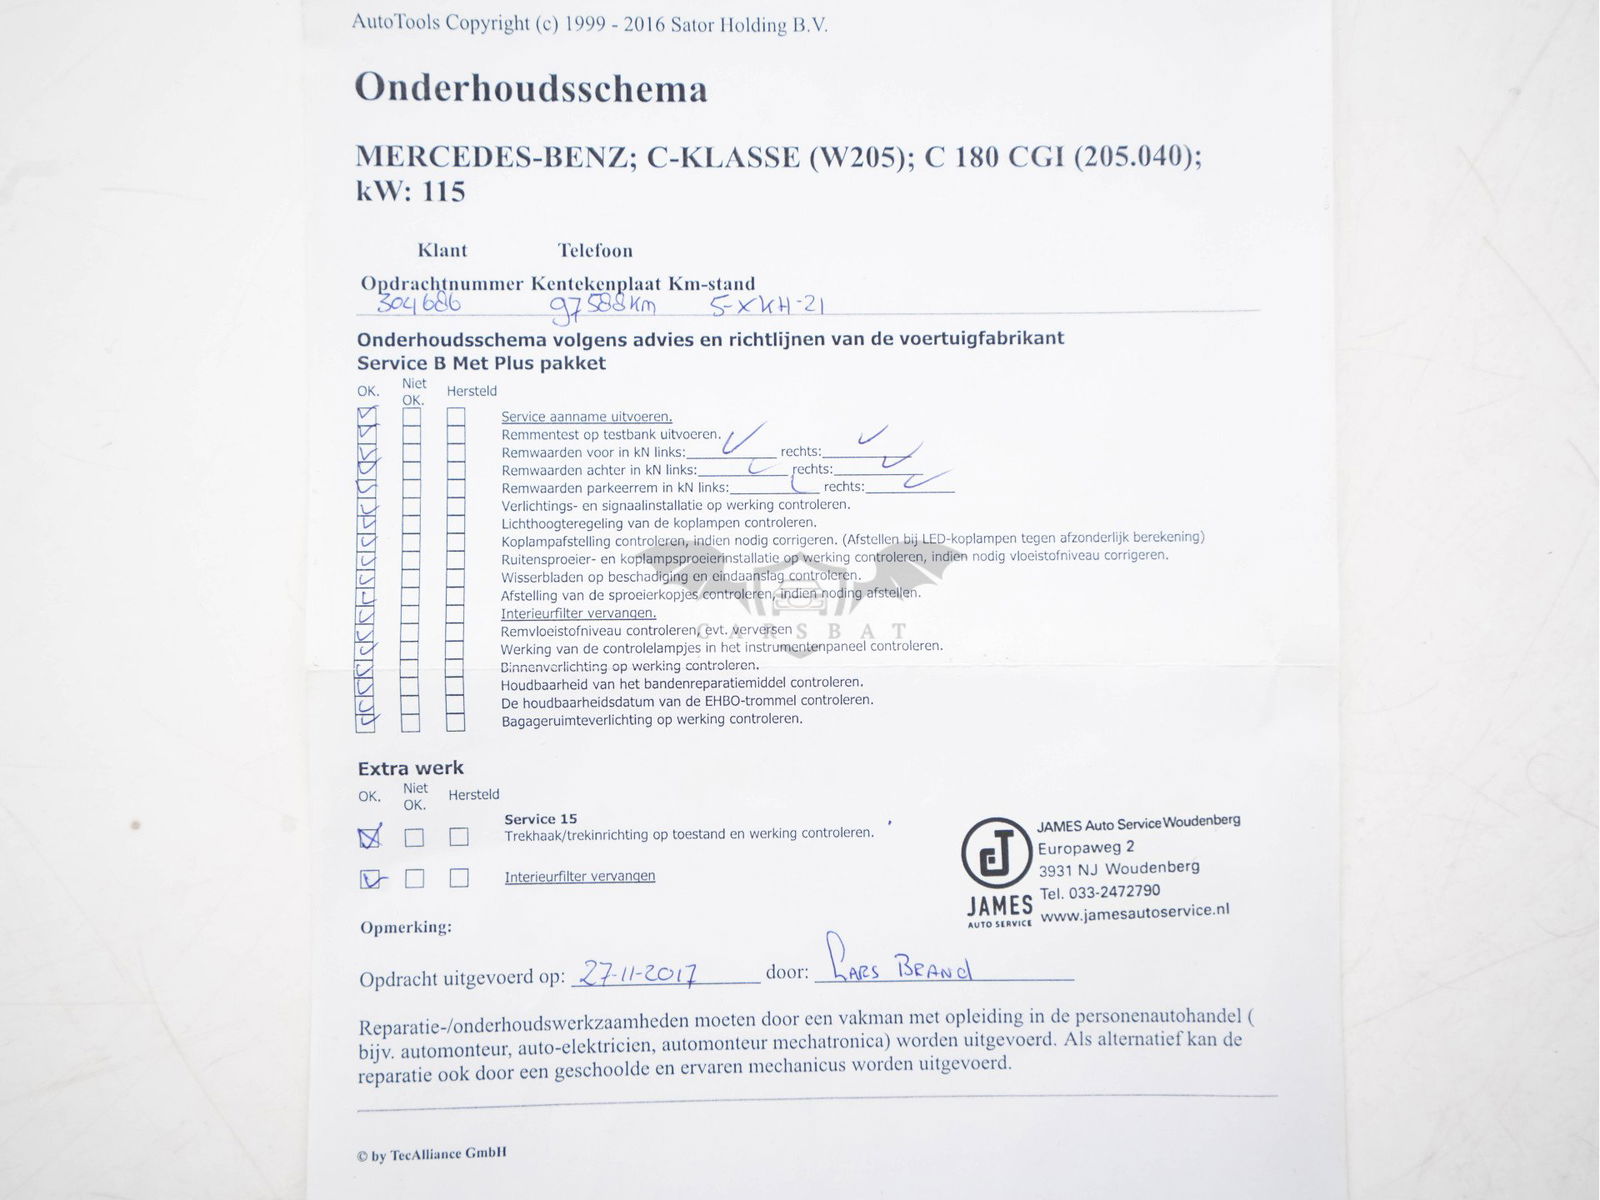 AutoTools Copyright (c) 1999 - 2016 Sator Holding B.V.
Onderhoudsschema
MERCEDES-BENZ; C-KLASSE (W205); C 180 CGI (205.040);
kW: 115
Klant Telefoon
Opdrachtnummer Kentekenplaat Km-stand
304686 97588km 5-XKH-21
Onderhoudsschema volgens advies en richtlijnen van de voertuigfabrikant
Service B Met Plus pakket
OK. Niet OK. Hersteld
Service aanname uitvoeren.
Remmentest op testbank uitvoeren.
Remwaarden voor in kN links: rechts:
Remwaarden achter in kN links: rechts:
Remwaarden parkeerrem in kN links: rechts:
Verlichtings- en signaalinstallatie op werking controleren.
Lichthoogteregeling van de koplampen controleren.
Koplampafstelling controleren, indien nodig corrigeren. (Afstellen bij LED-koplampen tegen afzonderlijk berekening)
Ruitensproeier- en koplampsproeierinstallatie op werking controleren, indien nodig vloeistofniveau corrigeren.
Wisserbladen op beschadiging en eindaanslag controleren.
Afstelling van de sproeierkopjes controleren, indien noding afstellen.
Interieurfilter vervangen.
Remvloeistofniveau controleren, evt. verversen
CARSBAT
Werking van de controlelampjes in het instrumentenpaneel controleren.
Binnenverlichting op werking controleren.
Houdbaarheid van het bandenreparatiemiddel controleren.
De houdbaarheidsdatum van de EHBO-trommel controleren.
Bagageruimteverlichting op werking controleren.
Extra werk
OK. Niet OK. Hersteld
Service 15
Trekhaak/trekinrichting op toestand en werking controleren.
Interieurfilter vervangen
JAMES Auto Service Woudenberg
Europaweg 2
3931 NJ Woudenberg
Tel. 033-2472790
www.jamesautoservice.nl
JAMES
AUTO SERVICE
Opmerking:
Opdracht uitgevoerd op: 27-11-2017 door: Lars Brand
Reparatie-/onderhoudswerkzaamheden moeten door een vakman met opleiding in de personenautohandel (
bijv. automonteur, auto-elektricien, automonteur mechatronica) worden uitgevoerd. Als alternatief kan de
reparatie ook door een geschoolde en ervaren mechanicus worden uitgevoerd.
© by TecAlliance GmbH